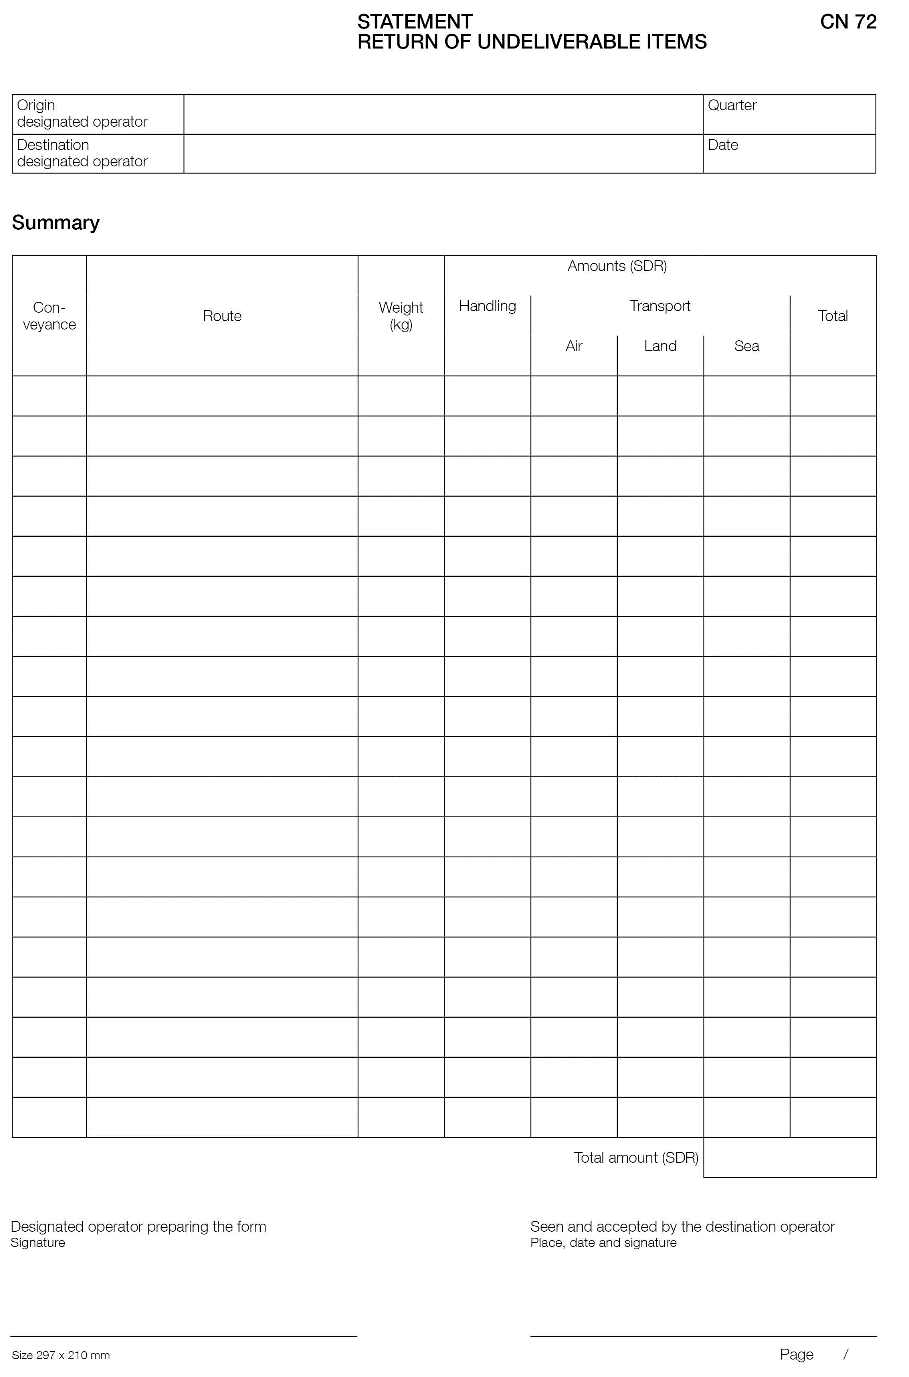 STATEMENT CN 72
RETURN OF UNDELIVERABLE ITEMS
Origin
designated operator
Quarter
Destination
designated operator
Date
Summary
Con-
veyance
Route
Weight
(kg)
Amounts (SDR)
Handling
Transport
Total
Air
Land
Sea
Total amount (SDR)
Designated operator preparing the form
Signature
Seen and accepted by the destination operator
Place, date and signature
Size 297 x 210 mm
Page /